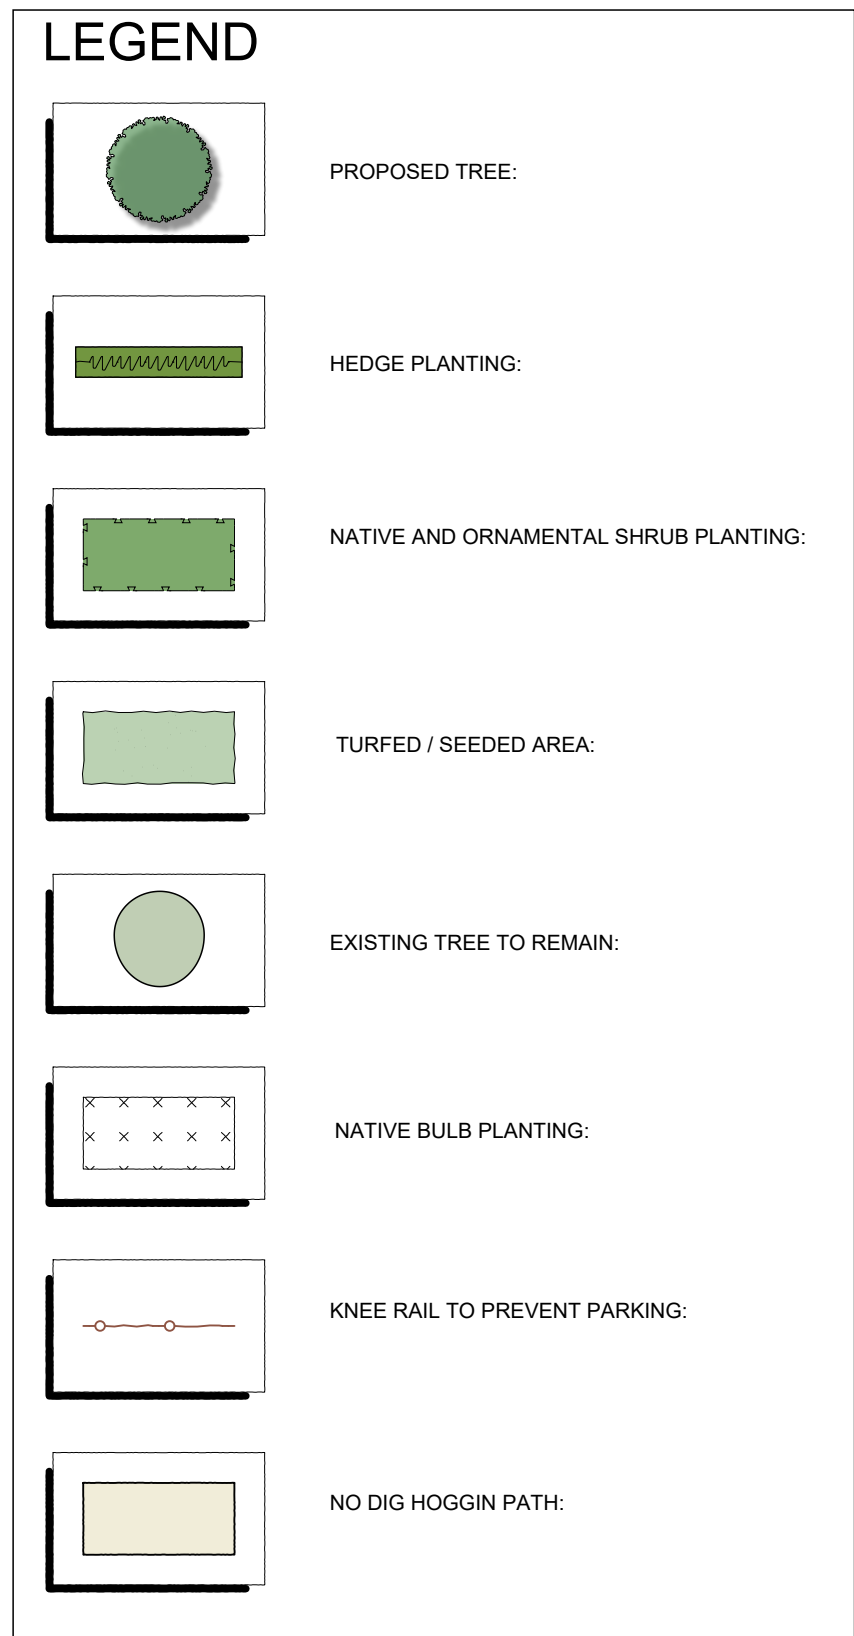 LEGEND
PROPOSED TREE:
HEDGE PLANTING:
NATIVE AND ORNAMENTAL SHRUB PLANTING:
TURFED / SEEDED AREA:
EXISTING TREE TO REMAIN:
NATIVE BULB PLANTING:
KNEE RAIL TO PREVENT PARKING:
NO DIG HOGGIN PATH: